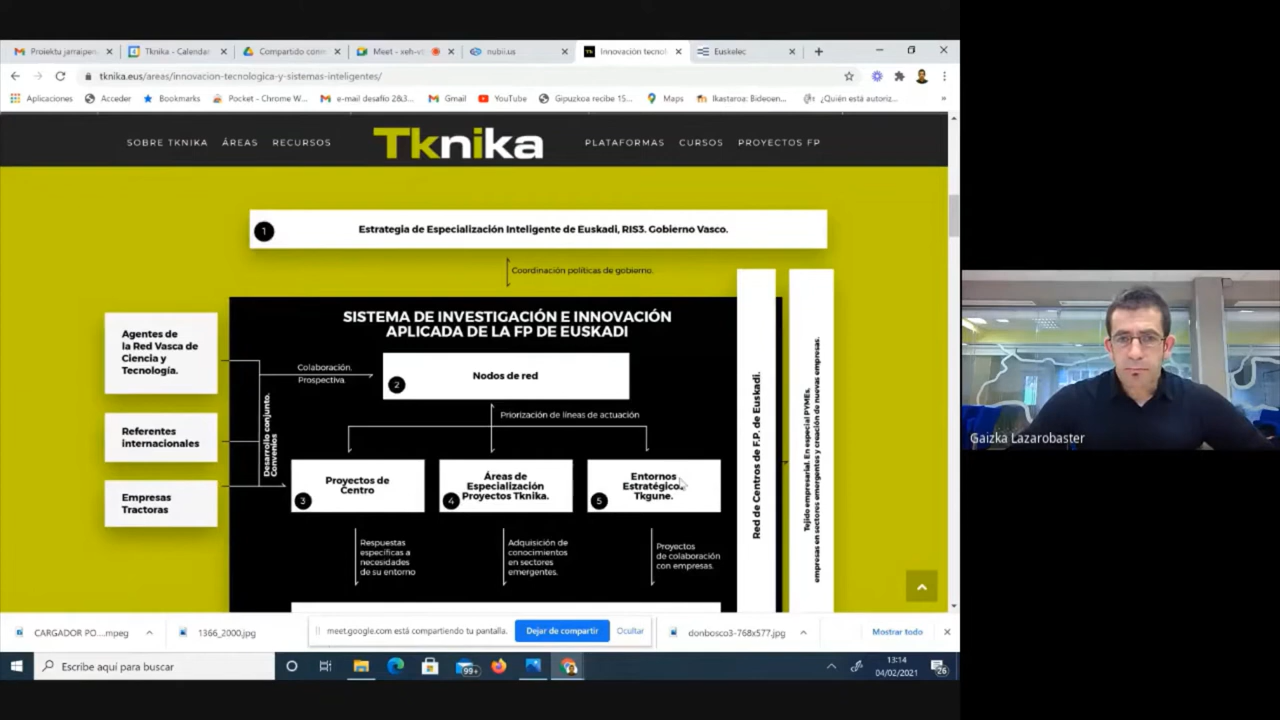 Proiektu jarraipen
Tknika - Calendar
Compartido conm
Meet - xeh-vt
nubii.us
Innovación tecnol
Euskelec
tknika.eus/areas/innovacion-tecnologica-y-sistemas-inteligentes/
Aplicaciones
Acceder
Bookmarks
Pocket - Chrome W...
e-mail desafío 2&3...
Gmail
YouTube
Gipuzkoa recibe 15...
Maps
Ikastaroa: Bideoen...
¿Quién está autoriz...
SOBRE TKNIKA
ÁREAS
RECURSOS
Tknika
PLATAFORMAS
CURSOS
PROYECTOS FP
1
Estrategia de Especialización Inteligente de Euskadi, RIS3. Gobierno Vasco.
Coordinación políticas de gobierno.
SISTEMA DE INVESTIGACIÓN E INNOVACIÓN
APLICADA DE LA FP DE EUSKADI
Agentes de
la Red Vasca de
Ciencia y
Tecnología.
Colaboración.
Prospectiva.
2
Nodos de red
Priorización de líneas de actuación
Referentes
internacionales
Desarrollo conjunto.
Convenios
Empresas
Tractoras
Proyectos de
Centro
3
Áreas de
Especialización
Proyectos Tknika.
4
Entornos
Estratégicos
Tkgune.
5
Respuestas
específicas a
necesidades
de su entorno
Adquisición de
conocimientos
en sectores
emergentes.
Proyectos
de colaboración
con empresas.
Red de Centros de F.P. de Euskadi.
Tejido empresarial. En especial PYMEs.
empresas en sectores emergentes y creación de nuevas empresas.
Gaizka Lazarobaster
CARGADOR PO....mpeg
1366_2000.jpg
meet.google.com está compartiendo tu pantalla.
Dejar de compartir
Ocultar
donbosco3-768x577.jpg
Mostrar todo
Escribe aquí para buscar
99+
13:14
04/02/2021
26